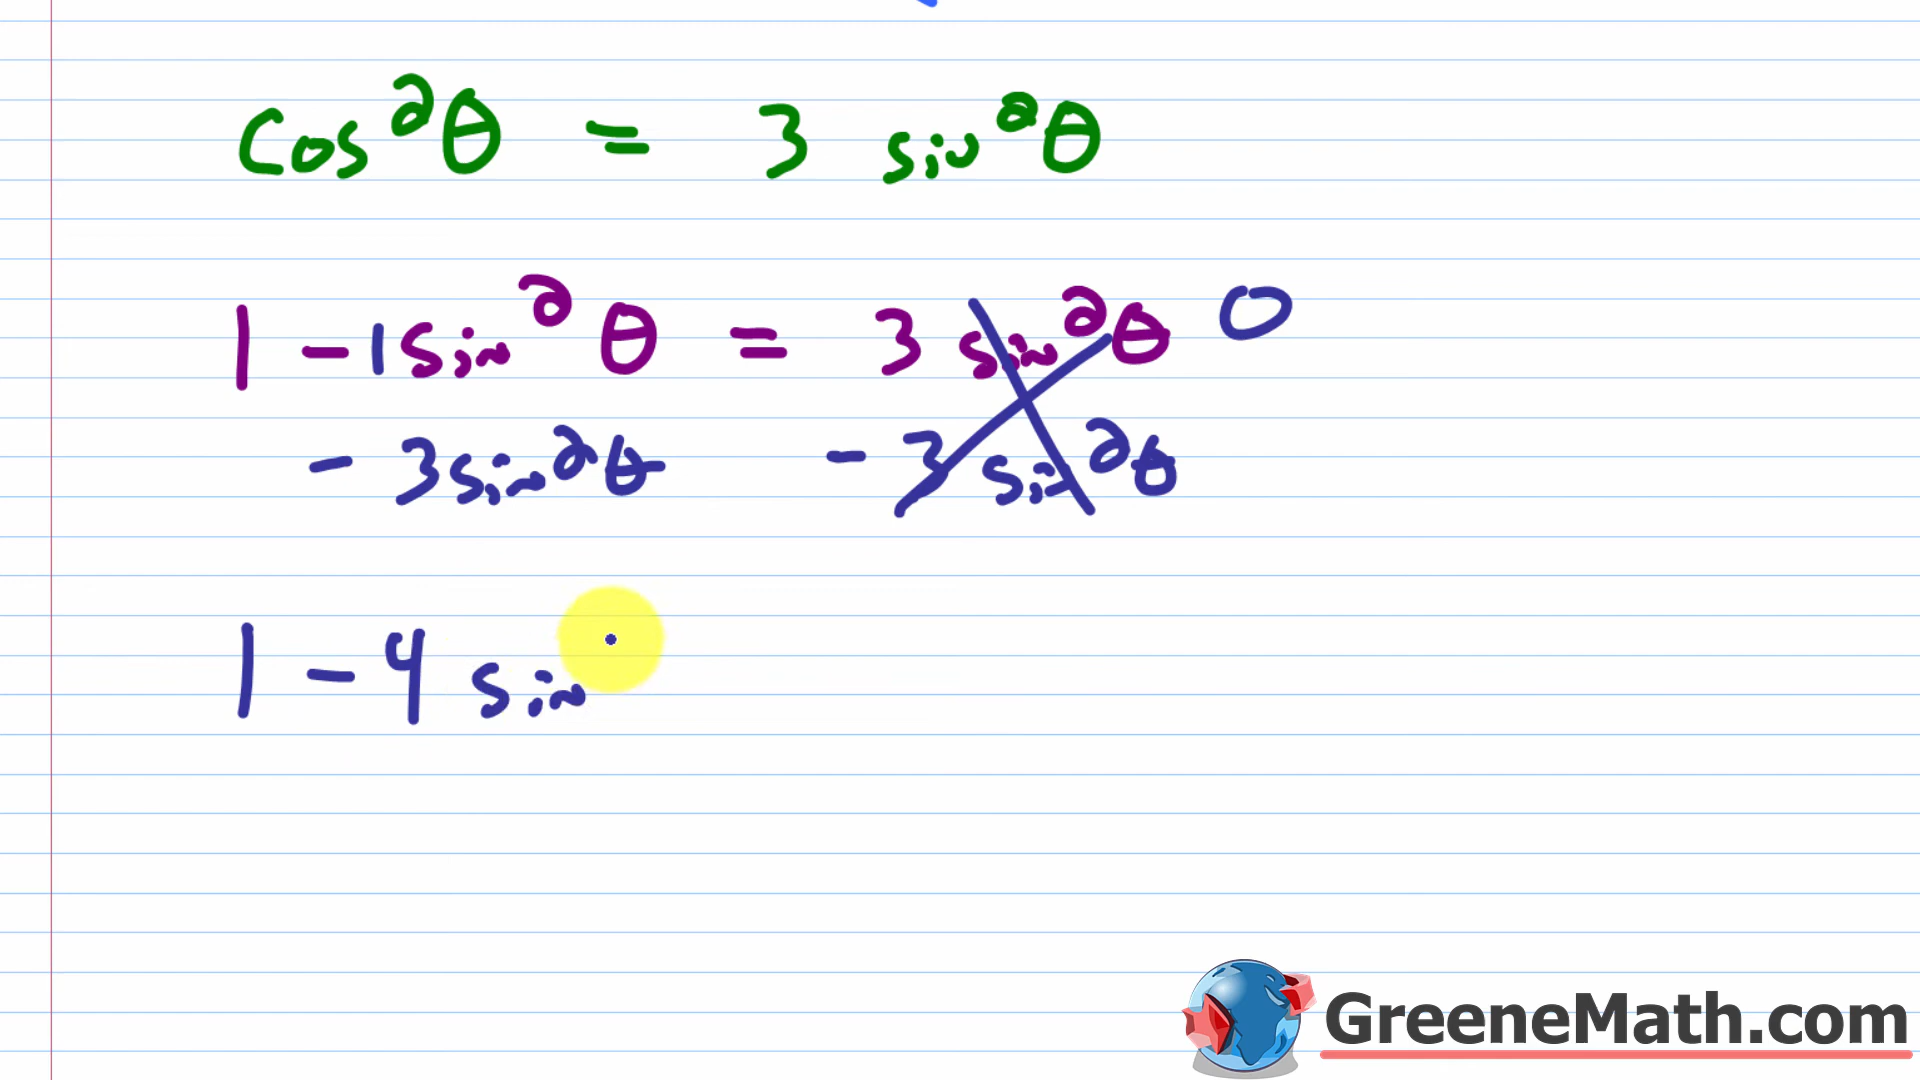 cos²θ = 3 sin²θ
1 - 1sin²θ = 3 sin²θ 0
- 3sin²θ - 3 sin²θ
1 - 4 sin
GreeneMath.com